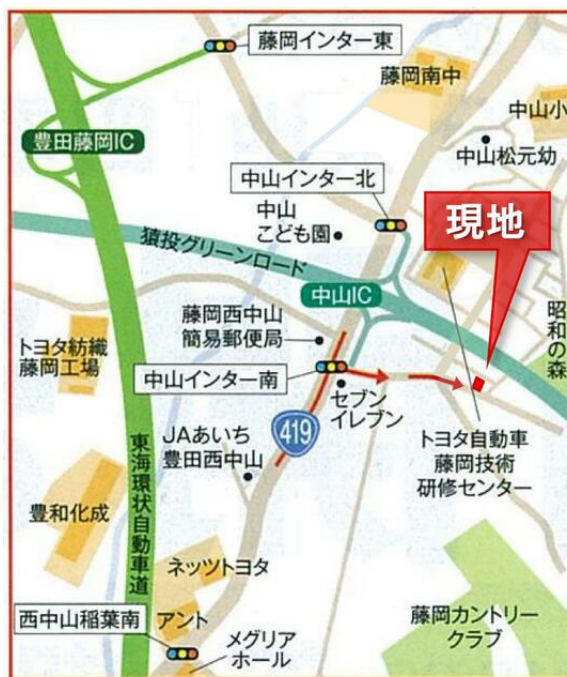 藤岡インター東
藤岡南中
中山小
豊田藤岡IC
中山松元幼
中山インター北
中山
こども園
現地
猿投グリーンロード
中山IC
昭和の森
藤岡西中山
簡易郵便局
トヨタ紡織
藤岡工場
中山インター南
セブン
イレブン
419
JAあいち
豊田西中山
トヨタ自動車
藤岡技術
研修センター
東海環状自動車道
豊和化成
ネッツトヨタ
西中山稲葉南
アント
メグリア
ホール
藤岡カントリー
クラブ